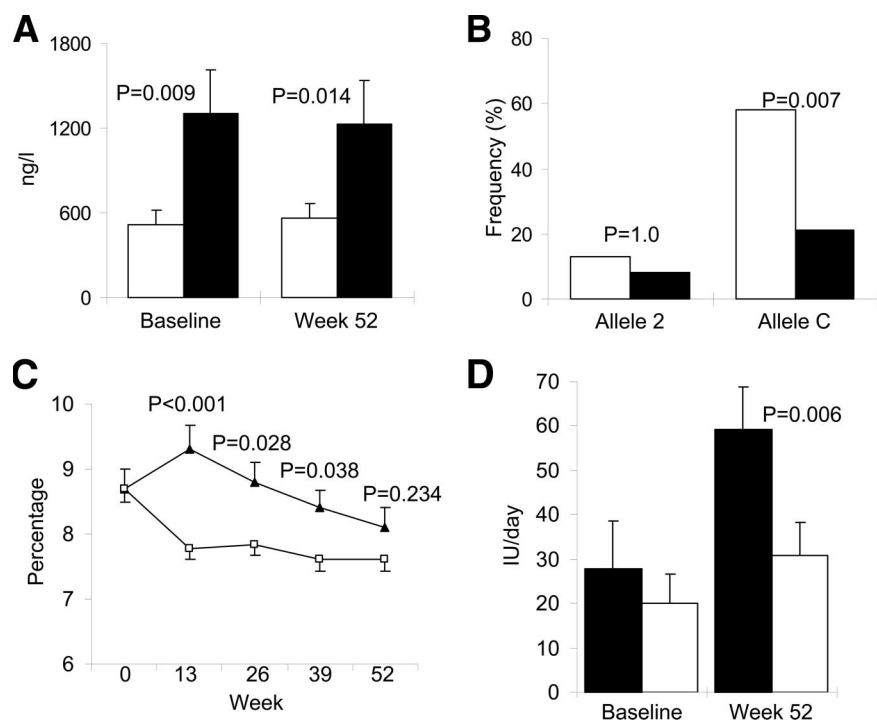 A
1800
1200
600
0
ng/l
P=0.009
P=0.014
Baseline
Week 52
B
80
60
40
20
0
Frequency (%)
P=1.0
P=0.007
Allele 2
Allele C
C
10
9
8
7
6
Percentage
P<0.001
P=0.028
P=0.038
P=0.234
0 13 26 39 52
Week
D
70
60
50
40
30
20
10
0
IU/day
P=0.006
Baseline
Week 52